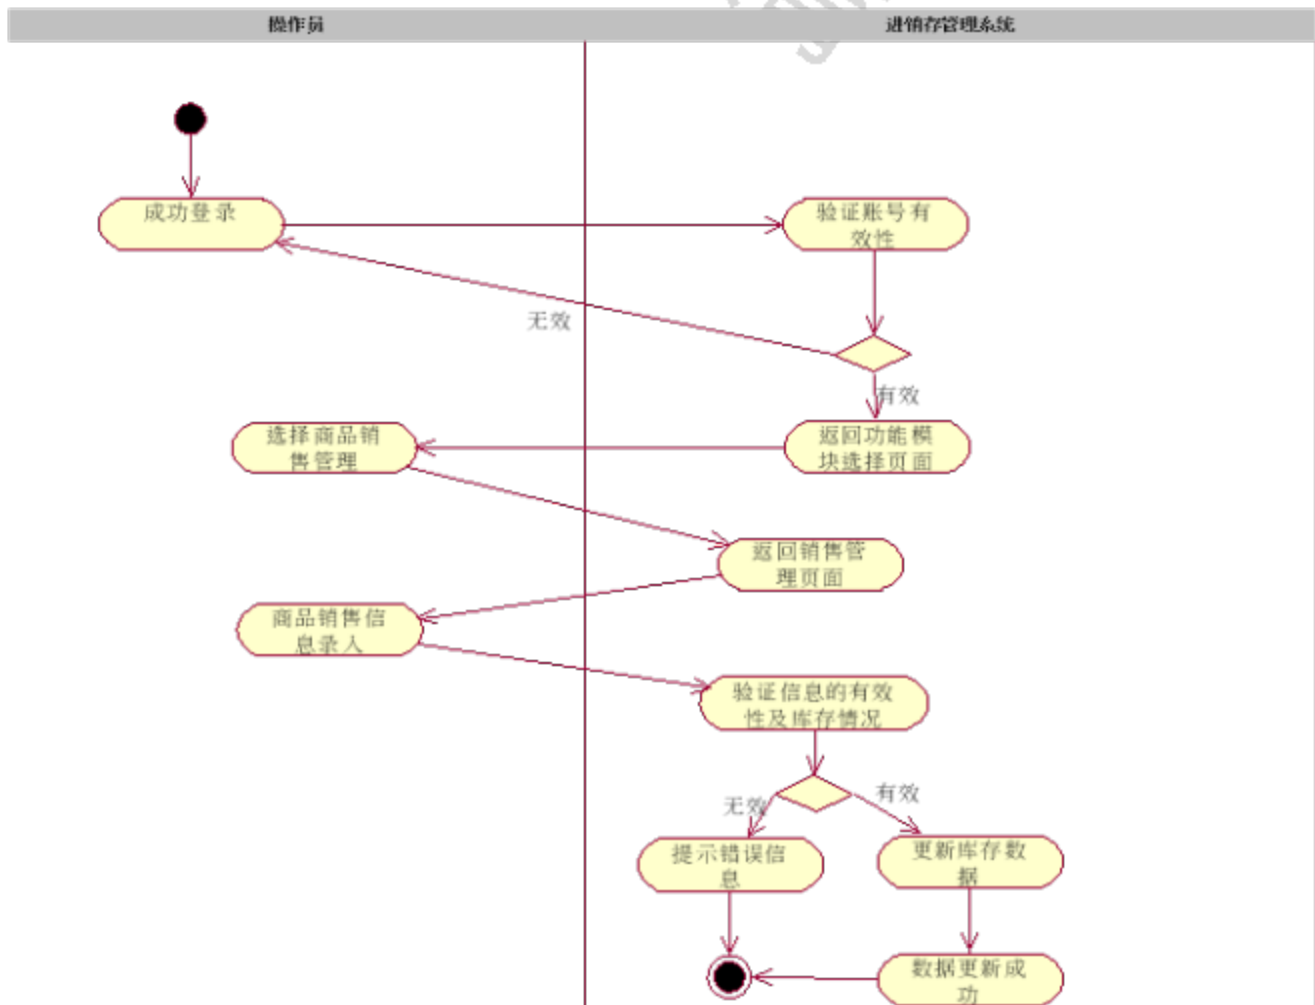 操作员
进销存管理系统
成功登录
验证账号有
效性
无效
有效
选择商品销
售管理
返回功能模
块选择页面
返回销售管
理页面
商品销售信
息录入
验证信息的有效
性及库存情况
无效
有效
提示错误信
息
更新库存数
据
数据更新成
功